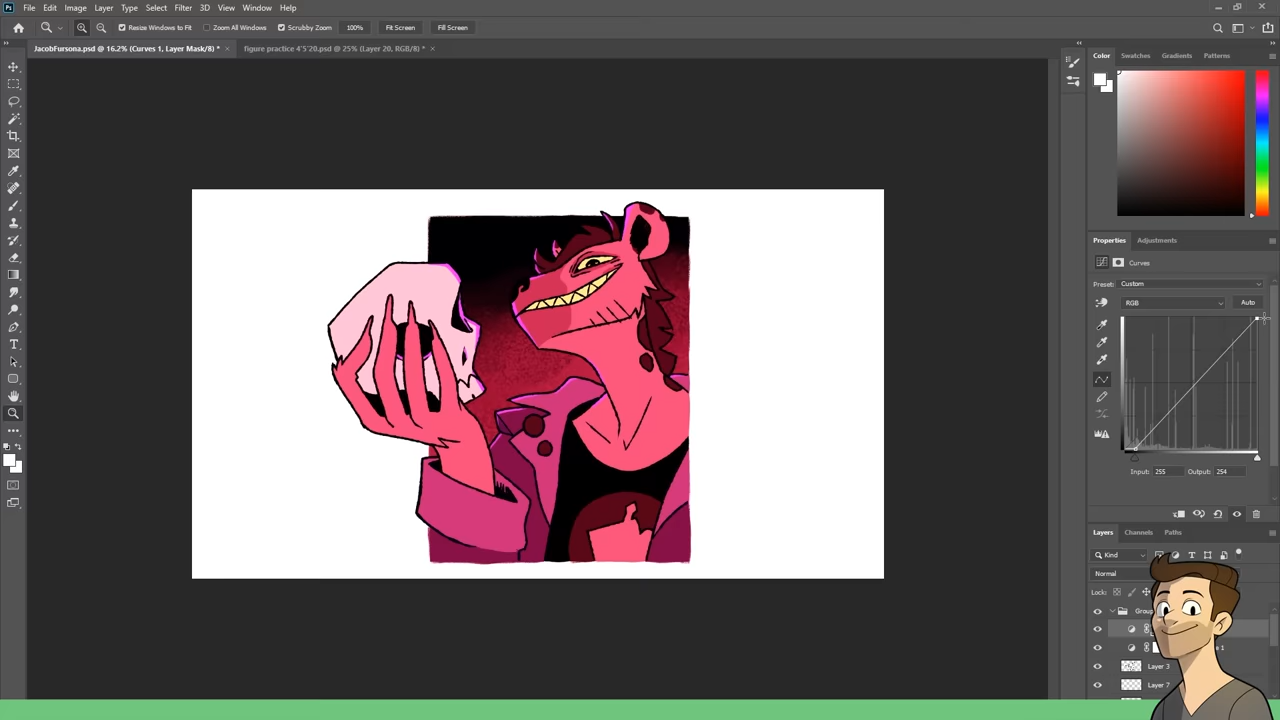 Ps File Edit Image Layer Type Select Filter 3D View Window Help
Resize Windows to Fit Zoom All Windows Scrubby Zoom 100% Fit Screen Fill Screen
JacobFursona.psd @ 16.2% (Curves 1, Layer Mask/8) * × figure practice 4'5'20.psd @ 25% (Layer 20, RGB/8) * ×
Color Swatches Gradients Patterns
Properties Adjustments
Curves
Preset: Custom
RGB Auto
Input: 255 Output: 254
Layers Channels Paths
Kind
Normal
Lock:
Layer 3
Layer 7